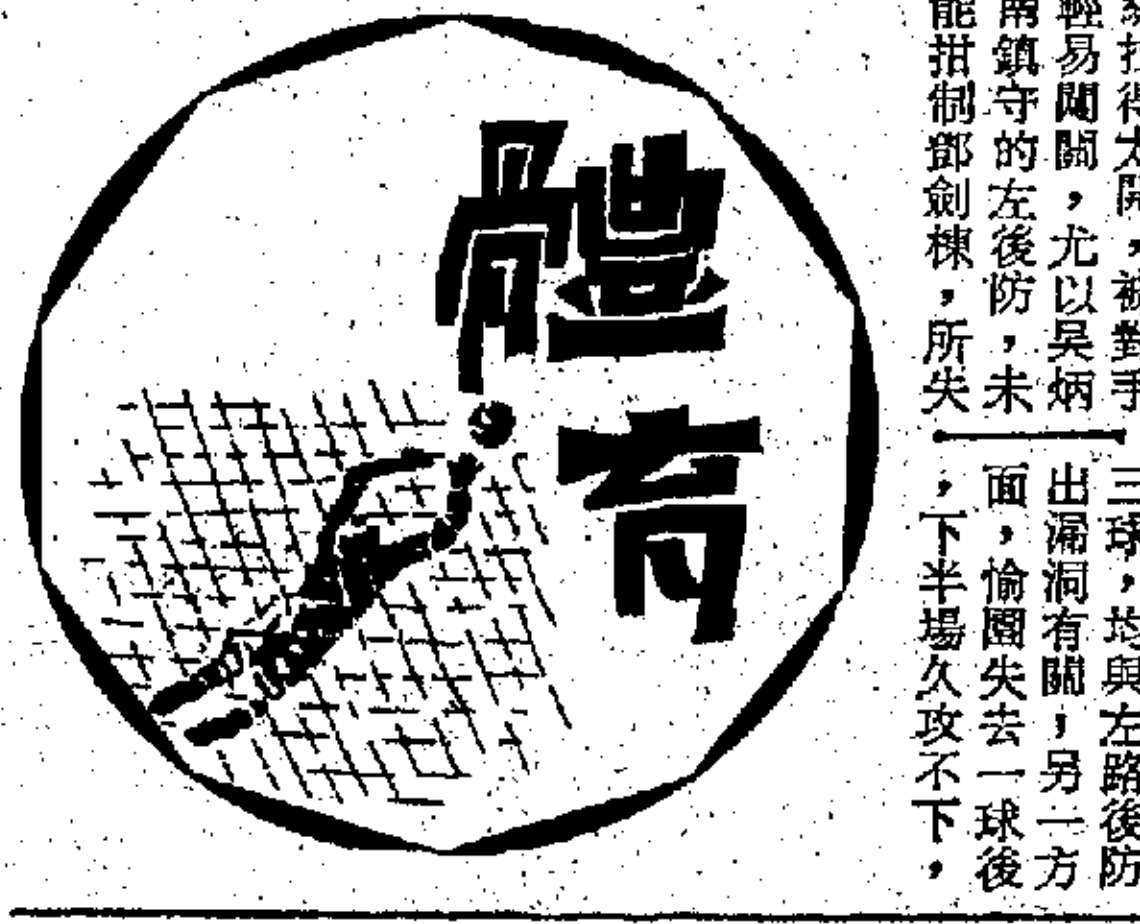 得太開，被對手
輕易闖關，尤以吳炳
南鎮守的左後防，未
能拑制鄧劍棟，所失
三球，均與左路後防
出漏洞有關；另一方
面，愉園失去一球後
，下半場久攻不下，
體育